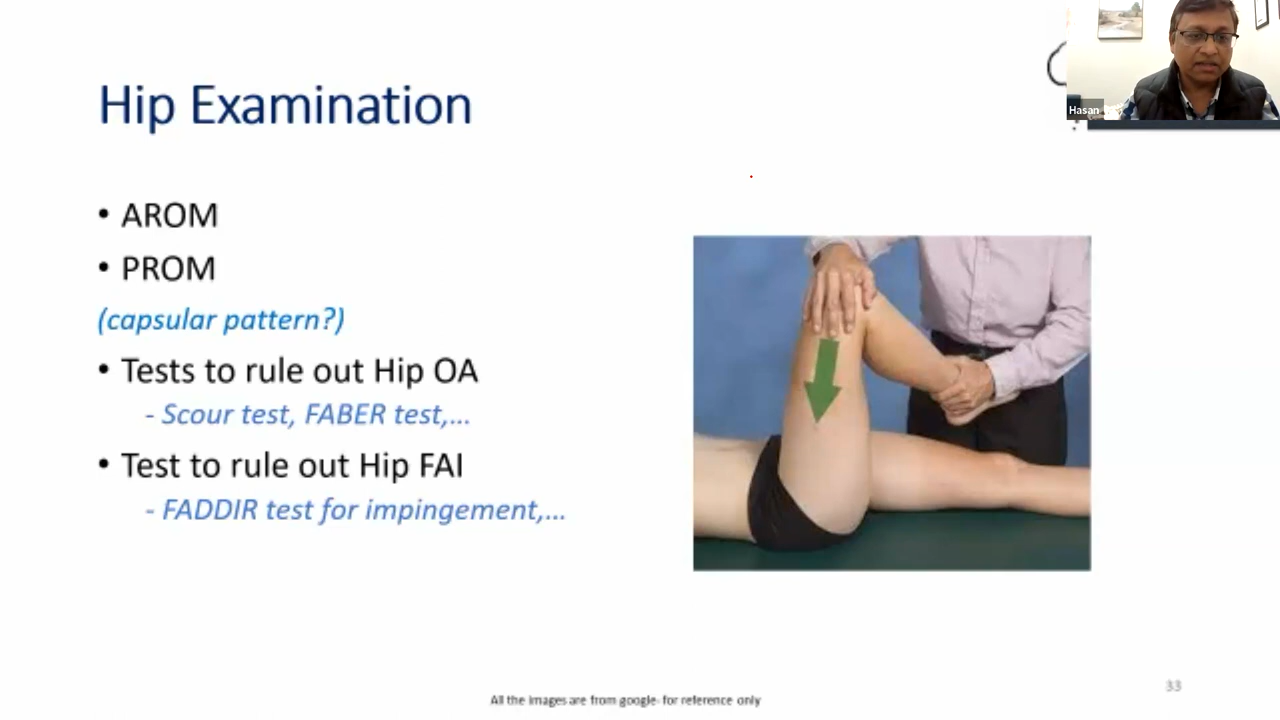 Hip Examination
Hasan
• AROM
• PROM
(capsular pattern?)
• Tests to rule out Hip OA
- Scour test, FABER test,...
• Test to rule out Hip FAI
- FADDIR test for impingement,...
33
All the images are from google- for reference only